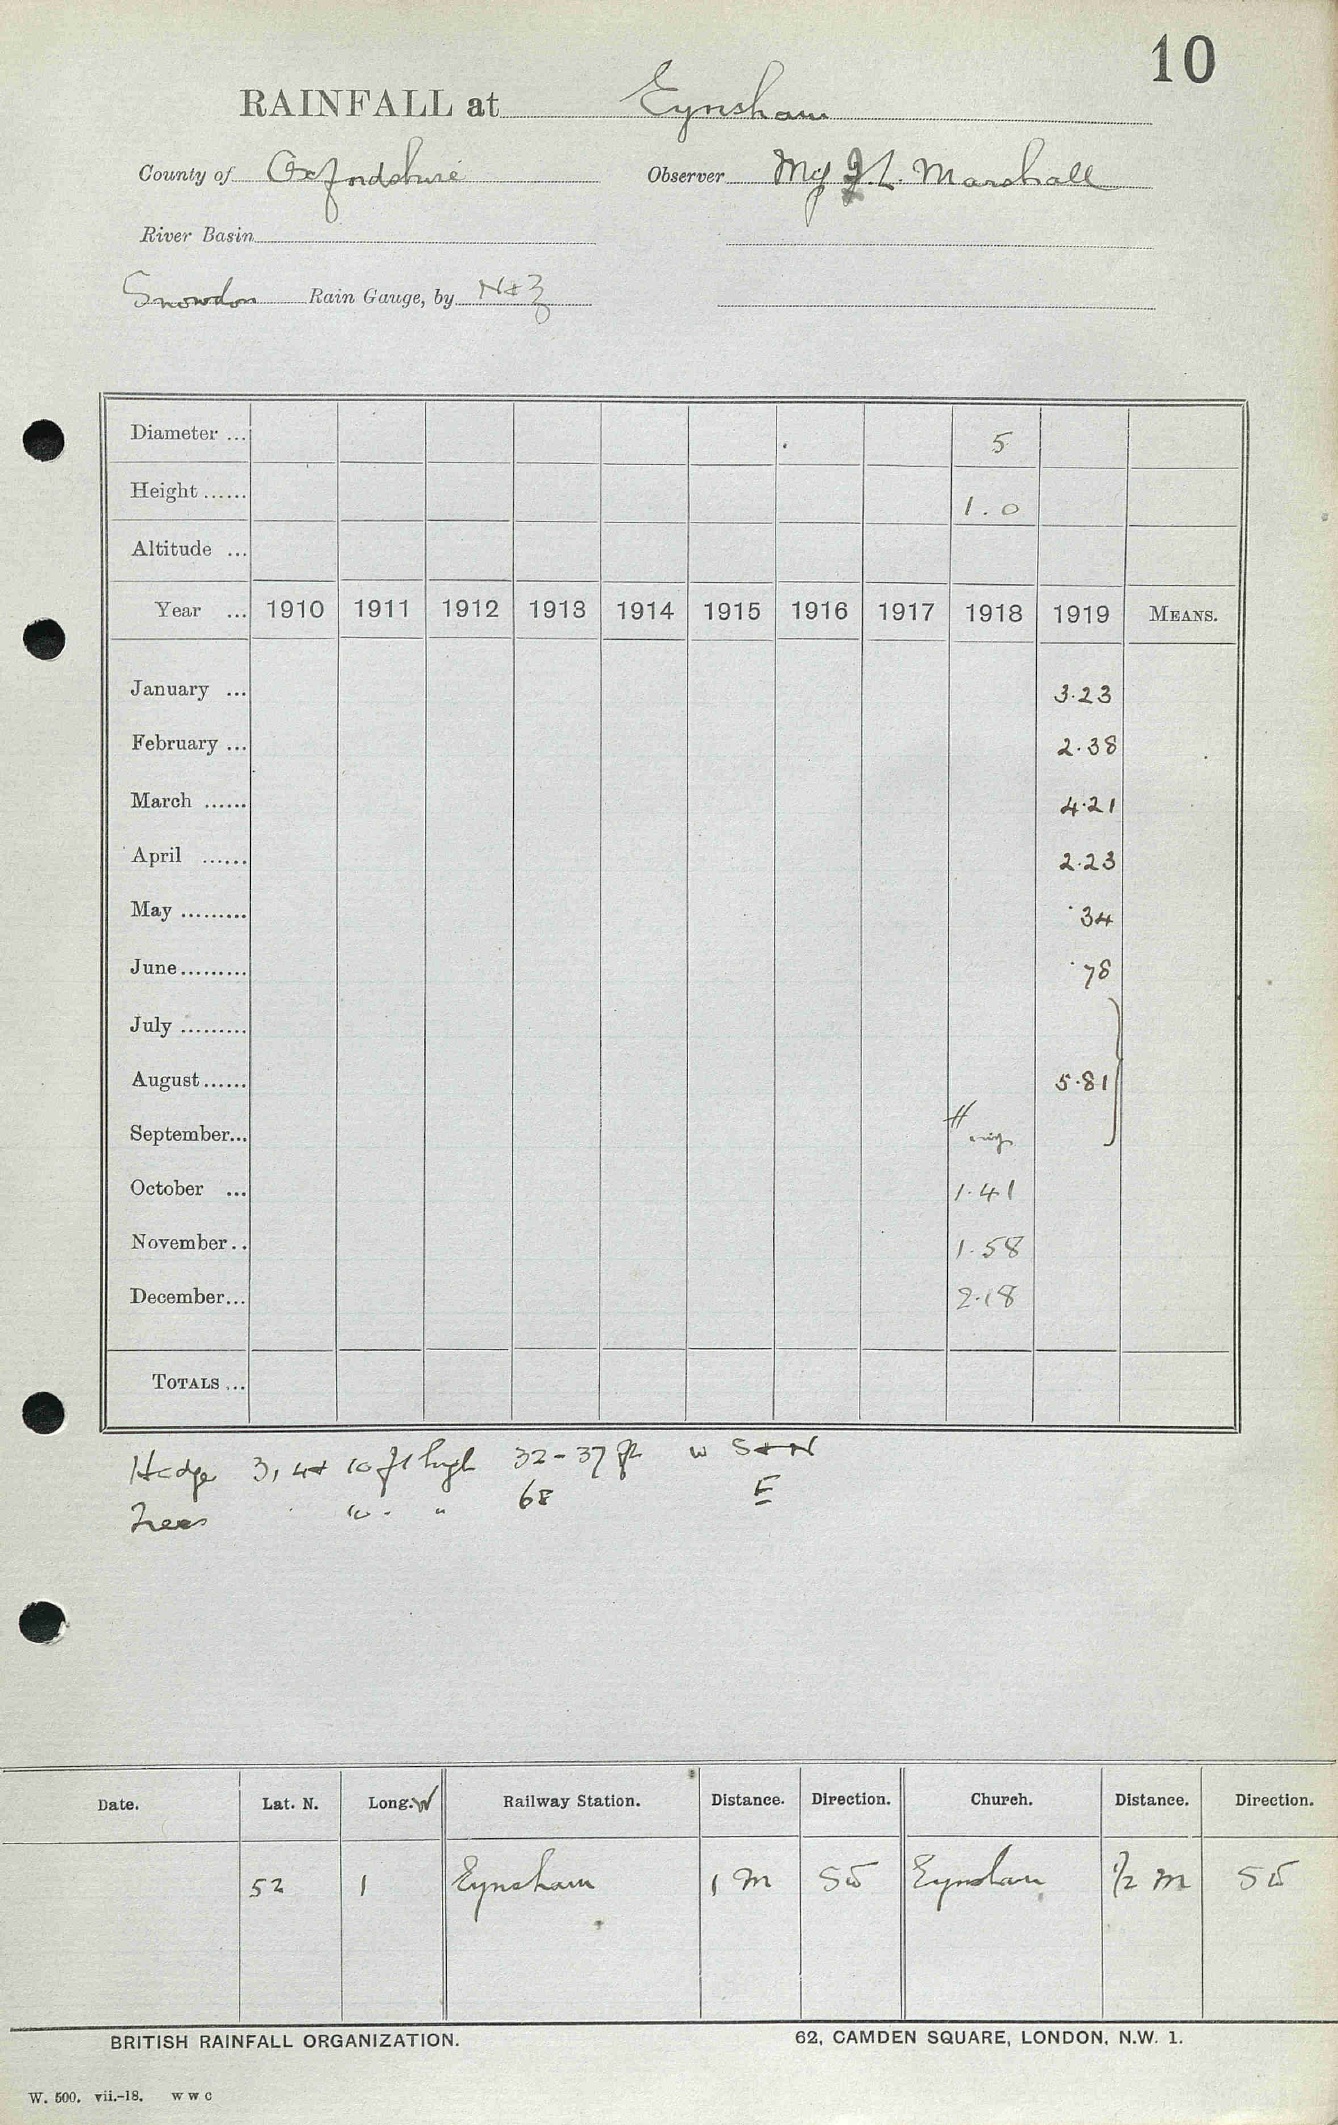 10
RAINFALL at Eynsham
County of Oxfordshire Observer J.L. Marshall
River Basin
Snowdon Rain Gauge, by N&Z
Diameter ... 5
Height ...... 1.0
Altitude ...
Year ... 1910 1911 1912 1913 1914 1915 1916 1917 1918 1919 MEANS.
January ... 3.23
February ... 2.38
March ...... 4.21
April ...... 2.23
May ......... .34
June......... .78
July .........
August...... 5.81 }
September...
October ... 1.41
November.. 1.58
December... 2.18
TOTALS ...
Hedge 3, 4 & 10 ft high 32-37 ft W S & N
Trees 10 " " 68 E
Date. Lat. N. Long. W Railway Station. Distance. Direction. Church. Distance. Direction.
52 1 Eynsham 1 m SW Eynsham 1/2 m SW
BRITISH RAINFALL ORGANIZATION. 62, CAMDEN SQUARE, LONDON, N.W. 1.
W. 500. vii.-18. W W C